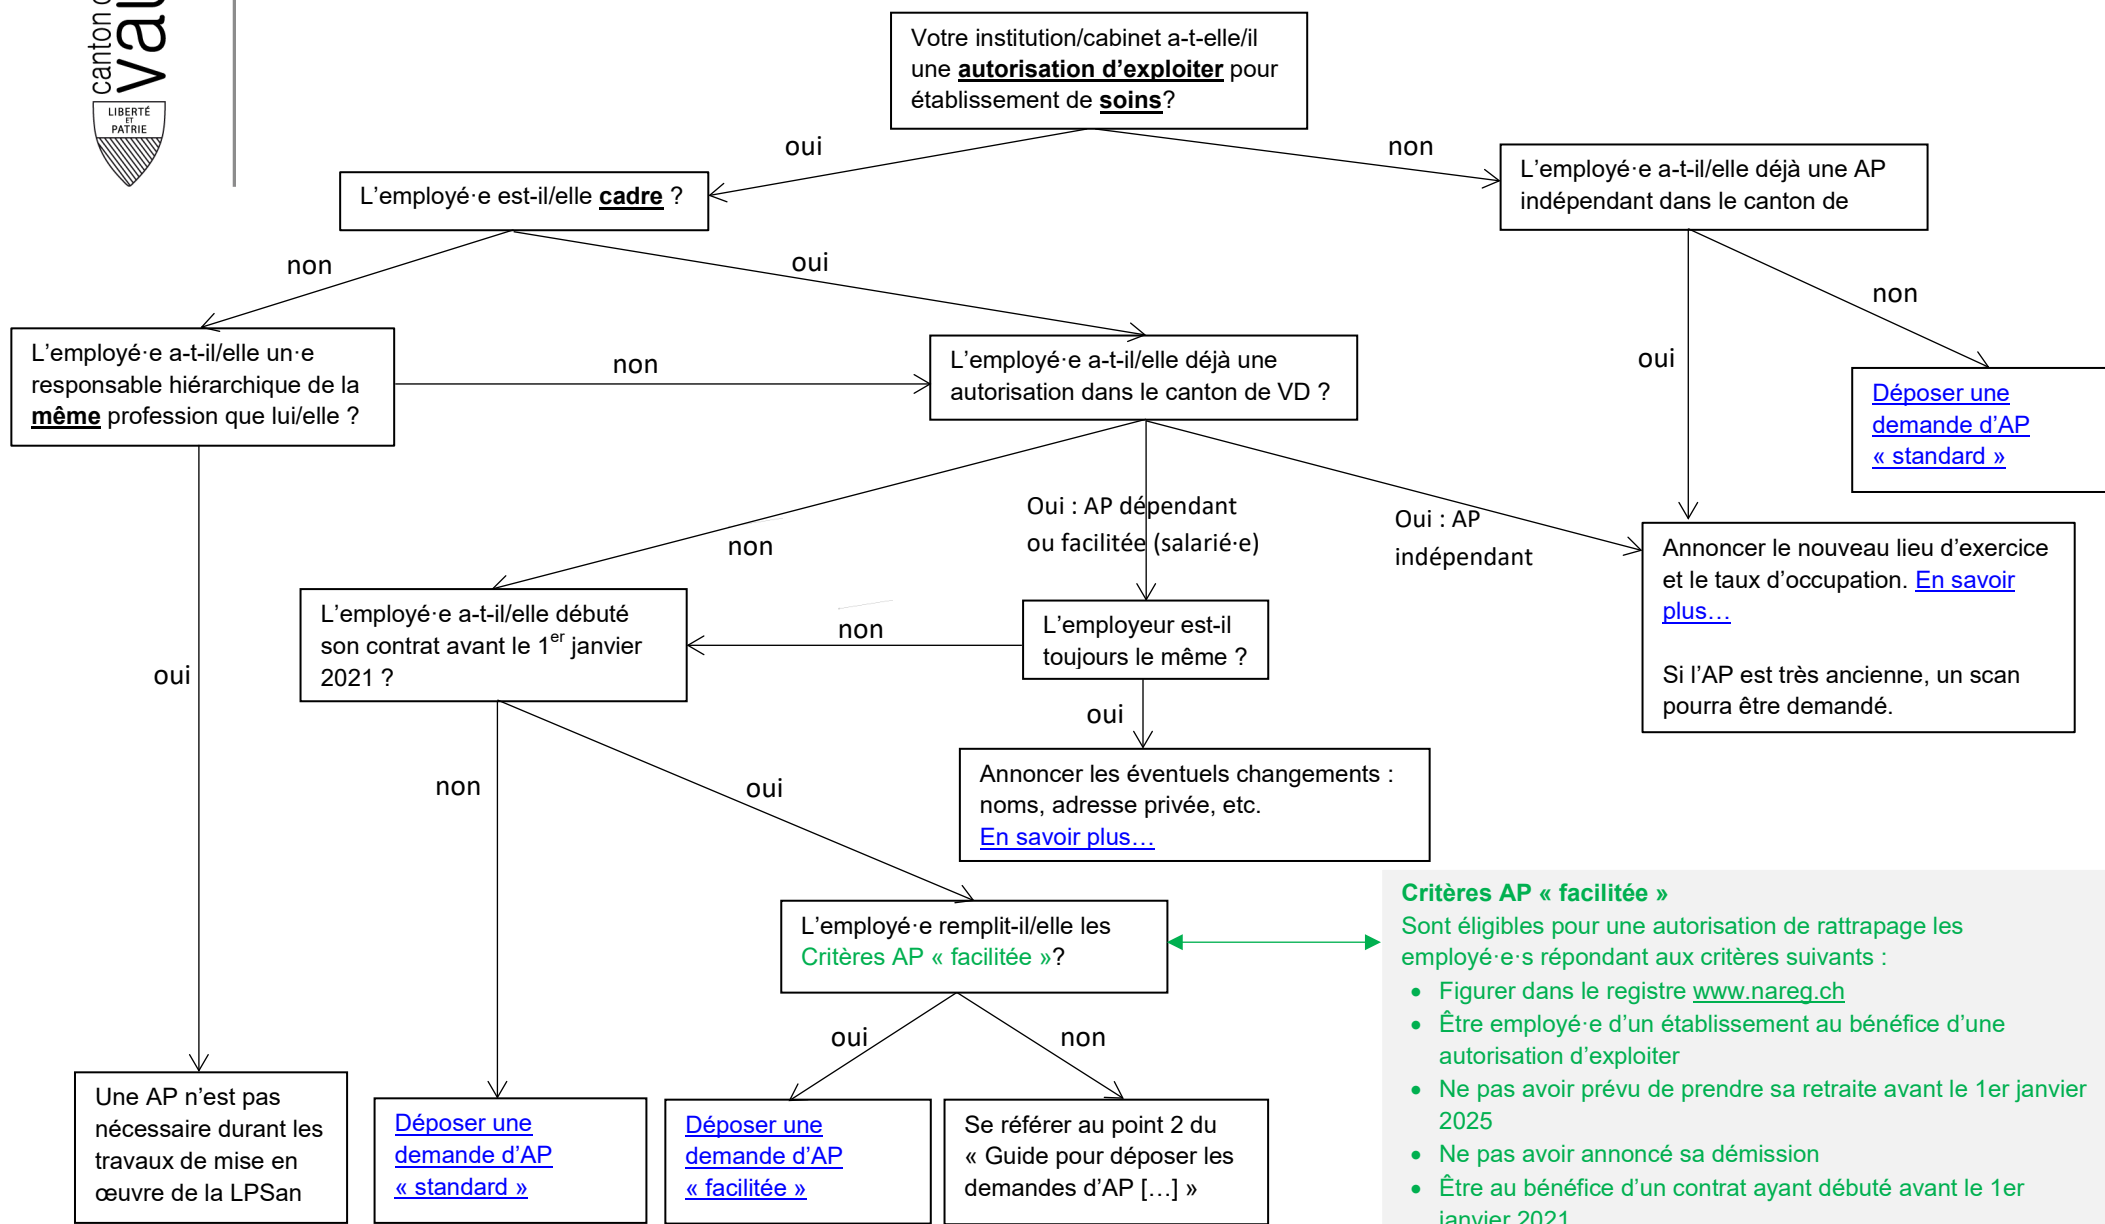 canton de
vau
LIBERTÉ
ET
PATRIE
Votre institution/cabinet a-t-elle/il
une autorisation d'exploiter pour
établissement de soins?
oui
non
L'employé·e est-il/elle cadre ?
L'employé·e a-t-il/elle déjà une AP
indépendant dans le canton de
non
oui
non
oui
L'employé·e a-t-il/elle un·e
responsable hiérarchique de la
même profession que lui/elle ?
non
L'employé·e a-t-il/elle déjà une
autorisation dans le canton de VD ?
Déposer une
demande d'AP
« standard »
non
Oui : AP dépendant
ou facilitée (salarié·e)
Oui : AP
indépendant
Annoncer le nouveau lieu d'exercice
et le taux d'occupation. En savoir
plus…
Si l'AP est très ancienne, un scan
pourra être demandé.
L'employé·e a-t-il/elle débuté
son contrat avant le 1er janvier
2021 ?
non
L'employeur est-il
toujours le même ?
oui
oui
Annoncer les éventuels changements :
noms, adresse privée, etc.
En savoir plus…
non
oui
L'employé·e remplit-il/elle les
Critères AP « facilitée »?
Critères AP « facilitée »
Sont éligibles pour une autorisation de rattrapage les
employé·e·s répondant aux critères suivants :
• Figurer dans le registre www.nareg.ch
• Être employé·e d'un établissement au bénéfice d'une
autorisation d'exploiter
• Ne pas avoir prévu de prendre sa retraite avant le 1er janvier
2025
• Ne pas avoir annoncé sa démission
• Être au bénéfice d'un contrat ayant débuté avant le 1er
janvier 2021
oui
non
Une AP n'est pas
nécessaire durant les
travaux de mise en
œuvre de la LPSan
Déposer une
demande d'AP
« standard »
Déposer une
demande d'AP
« facilitée »
Se référer au point 2 du
« Guide pour déposer les
demandes d'AP […] »